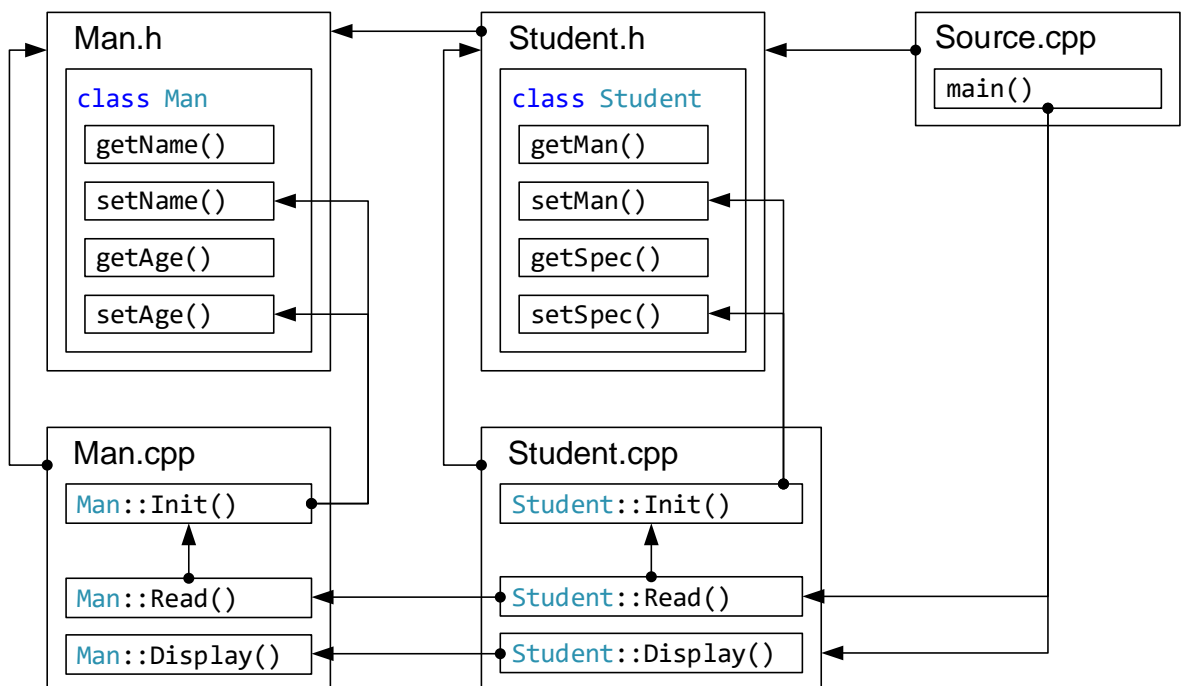 Man.h
class Man
getName()
setName()
getAge()
setAge()
Student.h
class Student
getMan()
setMan()
getSpec()
setSpec()
Source.cpp
main()
Man.cpp
Man::Init()
Man::Read()
Man::Display()
Student.cpp
Student::Init()
Student::Read()
Student::Display()